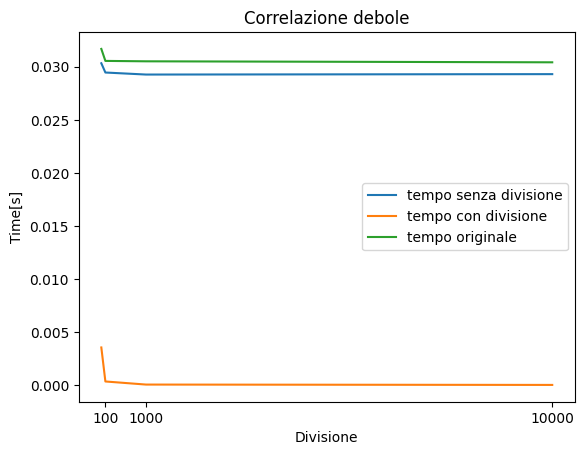 Correlazione debole
Time[s]
0.030
0.025
0.020
0.015
0.010
0.005
0.000
tempo senza divisione
tempo con divisione
tempo originale
100 1000 10000
Divisione